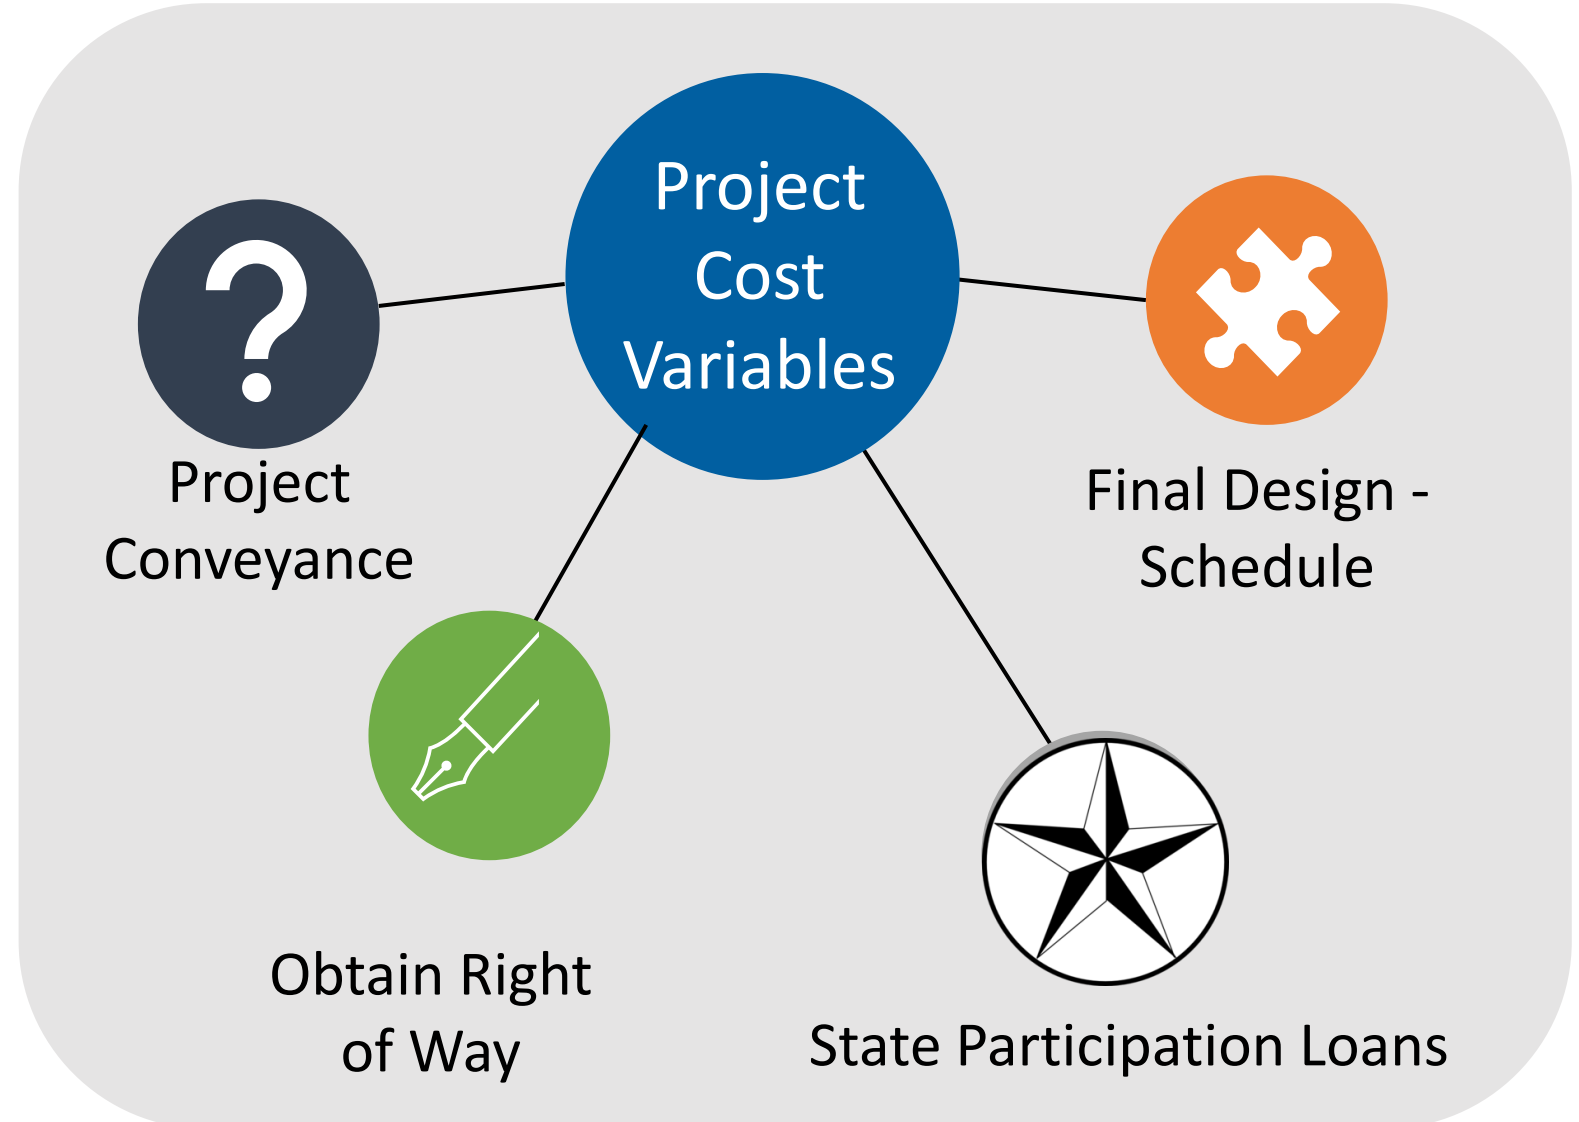 Project
Cost
Variables
Project
Conveyance
Final Design -
Schedule
Obtain Right
of Way
State Participation Loans